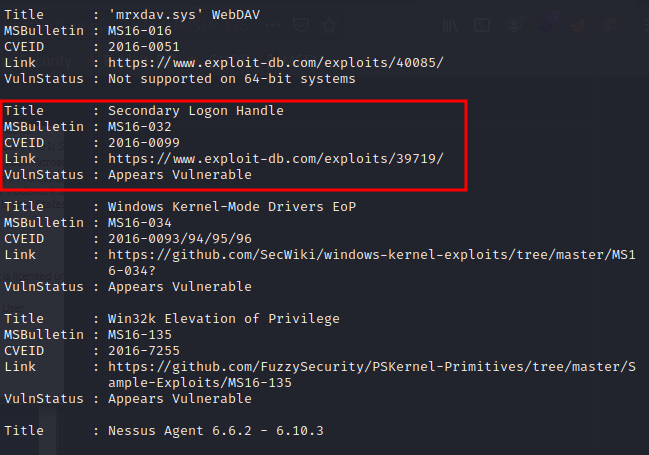 Title       : 'mrxdav.sys' WebDAV
MSBulletin  : MS16-016
CVEID       : 2016-0051
Link        : https://www.exploit-db.com/exploits/40085/
VulnStatus  : Not supported on 64-bit systems
Title       : Secondary Logon Handle
MSBulletin  : MS16-032
CVEID       : 2016-0099
Link        : https://www.exploit-db.com/exploits/39719/
VulnStatus  : Appears Vulnerable
Title       : Windows Kernel-Mode Drivers EoP
MSBulletin  : MS16-034
CVEID       : 2016-0093/94/95/96
Link        : https://github.com/SecWiki/windows-kernel-exploits/tree/master/MS1
6-034?
VulnStatus  : Appears Vulnerable
Title       : Win32k Elevation of Privilege
MSBulletin  : MS16-135
CVEID       : 2016-7255
Link        : https://github.com/FuzzySecurity/PSKernel-Primitives/tree/master/S
ample-Exploits/MS16-135
VulnStatus  : Appears Vulnerable
Title       : Nessus Agent 6.6.2 - 6.10.3